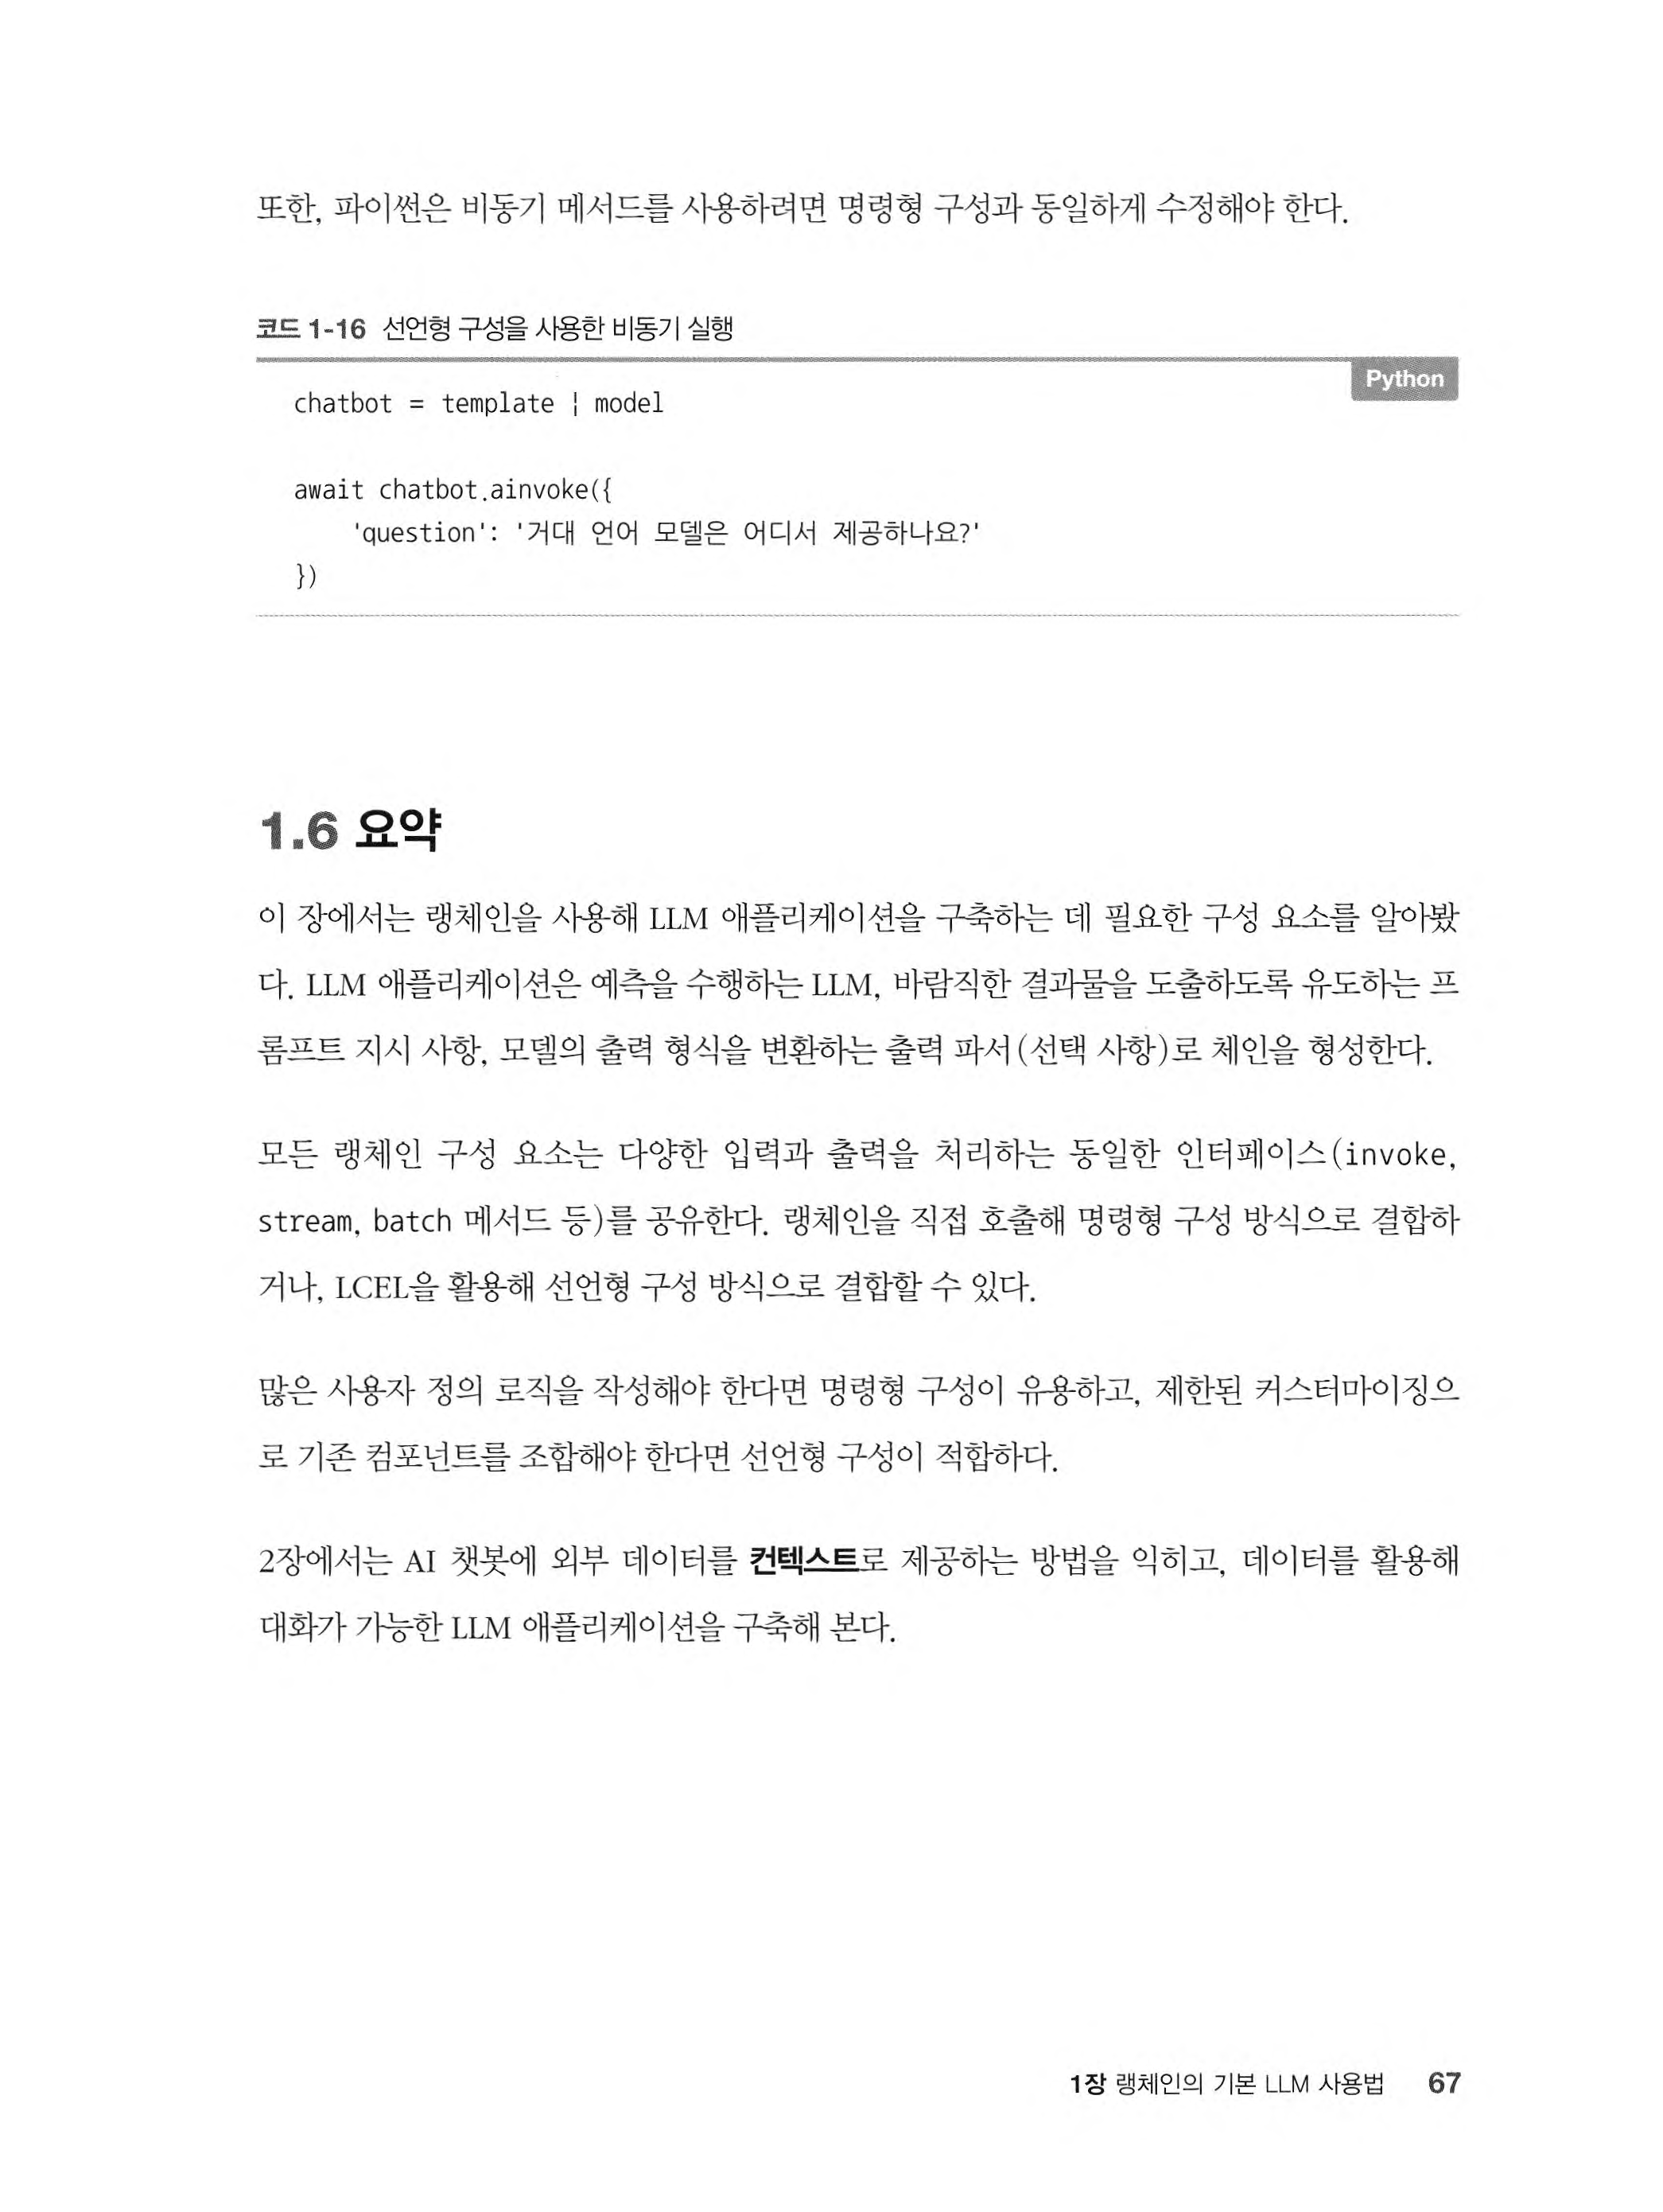 또한, 파이썬은 비동기 메서드를 사용하려면 명령형 구성과 동일하게 수정해야 한다.
코드 1-16 선언형 구성을 사용한 비동기 실행
Python
chatbot = template | model
await chatbot.ainvoke({
    'question': '거대 언어 모델은 어디서 제공하나요?'
})
1.6 요약
이 장에서는 랭체인을 사용해 LLM 애플리케이션을 구축하는 데 필요한 구성 요소를 알아봤
다. LLM 애플리케이션은 예측을 수행하는 LLM, 바람직한 결과물을 도출하도록 유도하는 프
롬프트 지시 사항, 모델의 출력 형식을 변환하는 출력 파서(선택 사항)로 체인을 형성한다.
모든 랭체인 구성 요소는 다양한 입력과 출력을 처리하는 동일한 인터페이스(invoke,
stream, batch 메서드 등)를 공유한다. 랭체인을 직접 호출해 명령형 구성 방식으로 결합하
거나, LCEL을 활용해 선언형 구성 방식으로 결합할 수 있다.
많은 사용자 정의 로직을 작성해야 한다면 명령형 구성이 유용하고, 제한된 커스터마이징으
로 기존 컴포넌트를 조합해야 한다면 선언형 구성이 적합하다.
2장에서는 AI 챗봇에 외부 데이터를 컨텍스트로 제공하는 방법을 익히고, 데이터를 활용해
대화가 가능한 LLM 애플리케이션을 구축해 본다.
1장 랭체인의 기본 LLM 사용법 67